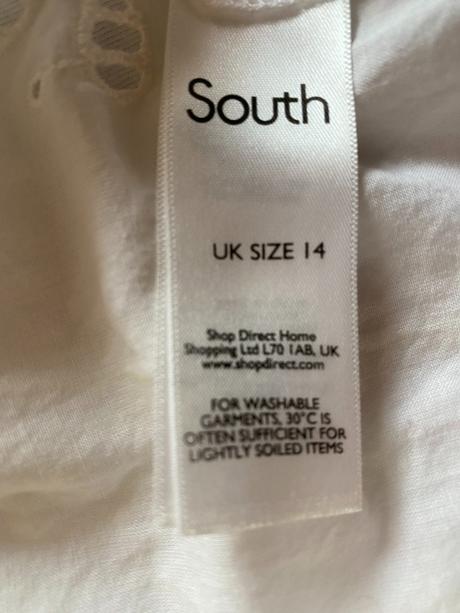 South
UK SIZE 14
Shop Direct Home
Shopping Ltd L70 1AB, UK
www.shopdirect.com
FOR WASHABLE
GARMENTS, 30°C IS
OFTEN SUFFICIENT FOR
LIGHTLY SOILED ITEMS